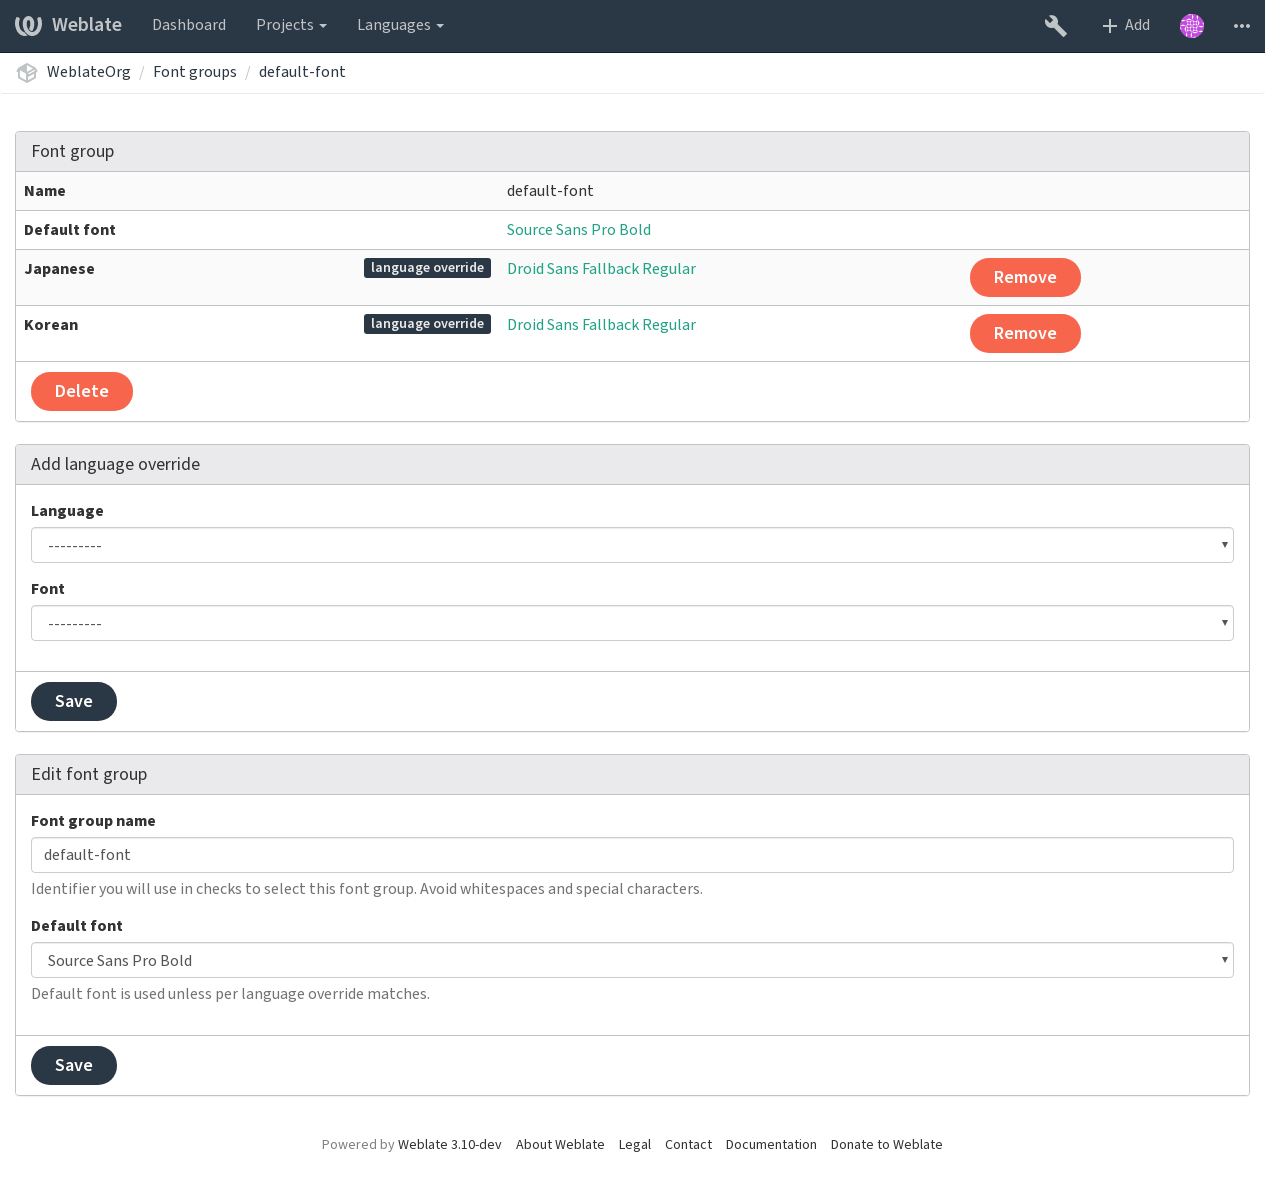 Weblate Dashboard Projects Languages Add
WeblateOrg / Font groups / default-font
Font group
Name default-font
Default font Source Sans Pro Bold
Japanese language override Droid Sans Fallback Regular Remove
Korean language override Droid Sans Fallback Regular Remove
Delete
Add language override
Language
---------
Font
---------
Save
Edit font group
Font group name
default-font
Identifier you will use in checks to select this font group. Avoid whitespaces and special characters.
Default font
Source Sans Pro Bold
Default font is used unless per language override matches.
Save
Powered by Weblate 3.10-dev About Weblate Legal Contact Documentation Donate to Weblate